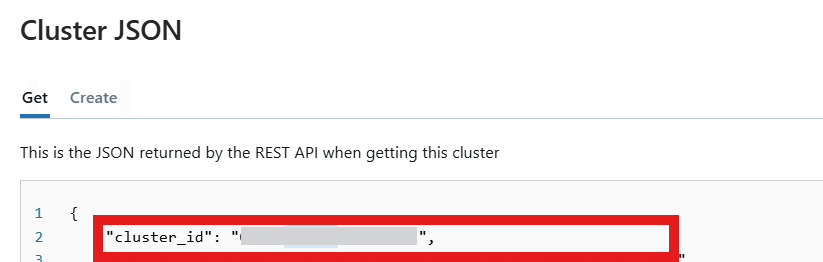 Cluster JSON
Get Create
This is the JSON returned by the REST API when getting this cluster
1 {
2 "cluster_id": "",
3 "